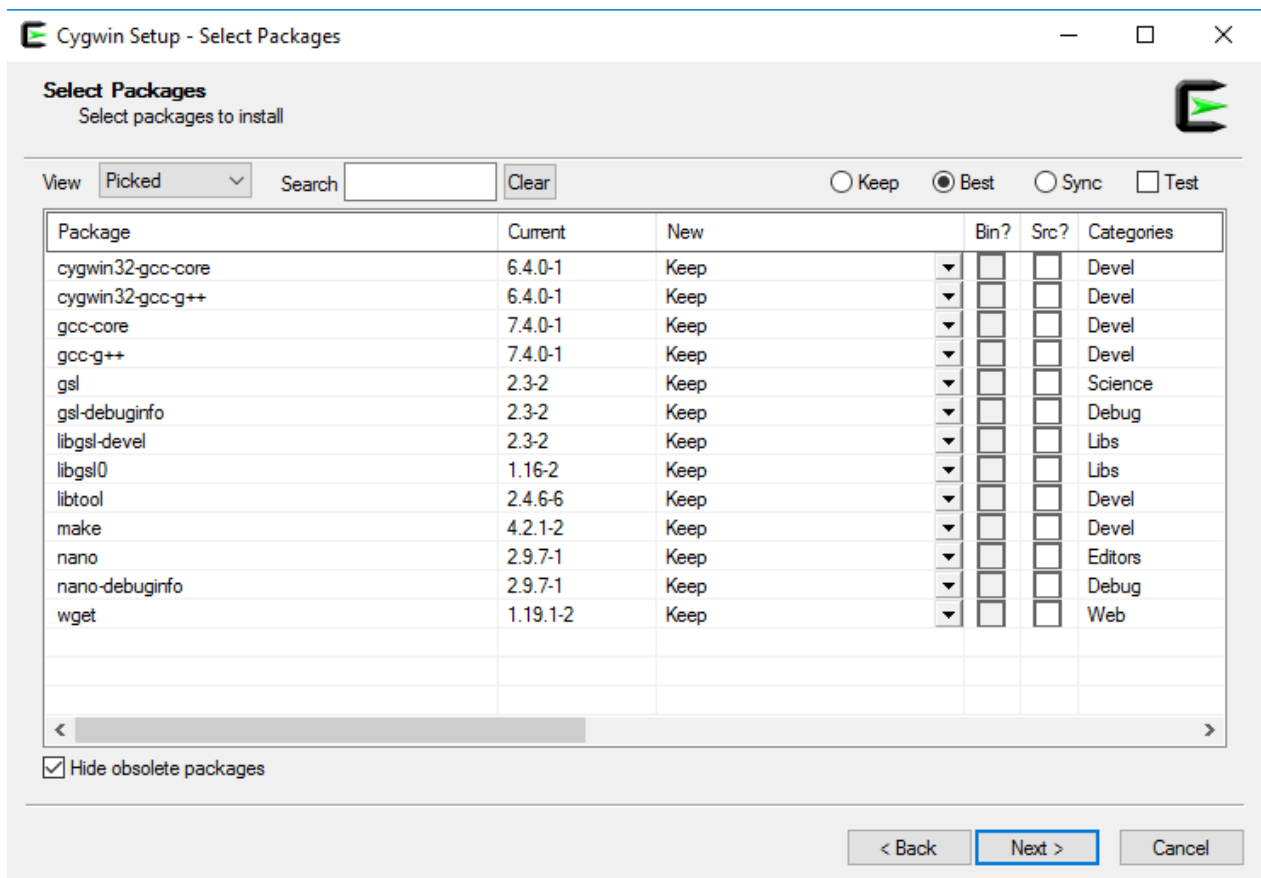 Cygwin Setup - Select Packages
Select Packages
Select packages to install
View Picked Search Clear Keep Best Sync Test
Package Current New Bin? Src? Categories
cygwin32-gcc-core 6.4.0-1 Keep Devel
cygwin32-gcc-g++ 6.4.0-1 Keep Devel
gcc-core 7.4.0-1 Keep Devel
gcc-g++ 7.4.0-1 Keep Devel
gsl 2.3-2 Keep Science
gsl-debuginfo 2.3-2 Keep Debug
libgsl-devel 2.3-2 Keep Libs
libgsl0 1.16-2 Keep Libs
libtool 2.4.6-6 Keep Devel
make 4.2.1-2 Keep Devel
nano 2.9.7-1 Keep Editors
nano-debuginfo 2.9.7-1 Keep Debug
wget 1.19.1-2 Keep Web
Hide obsolete packages
< Back Next > Cancel